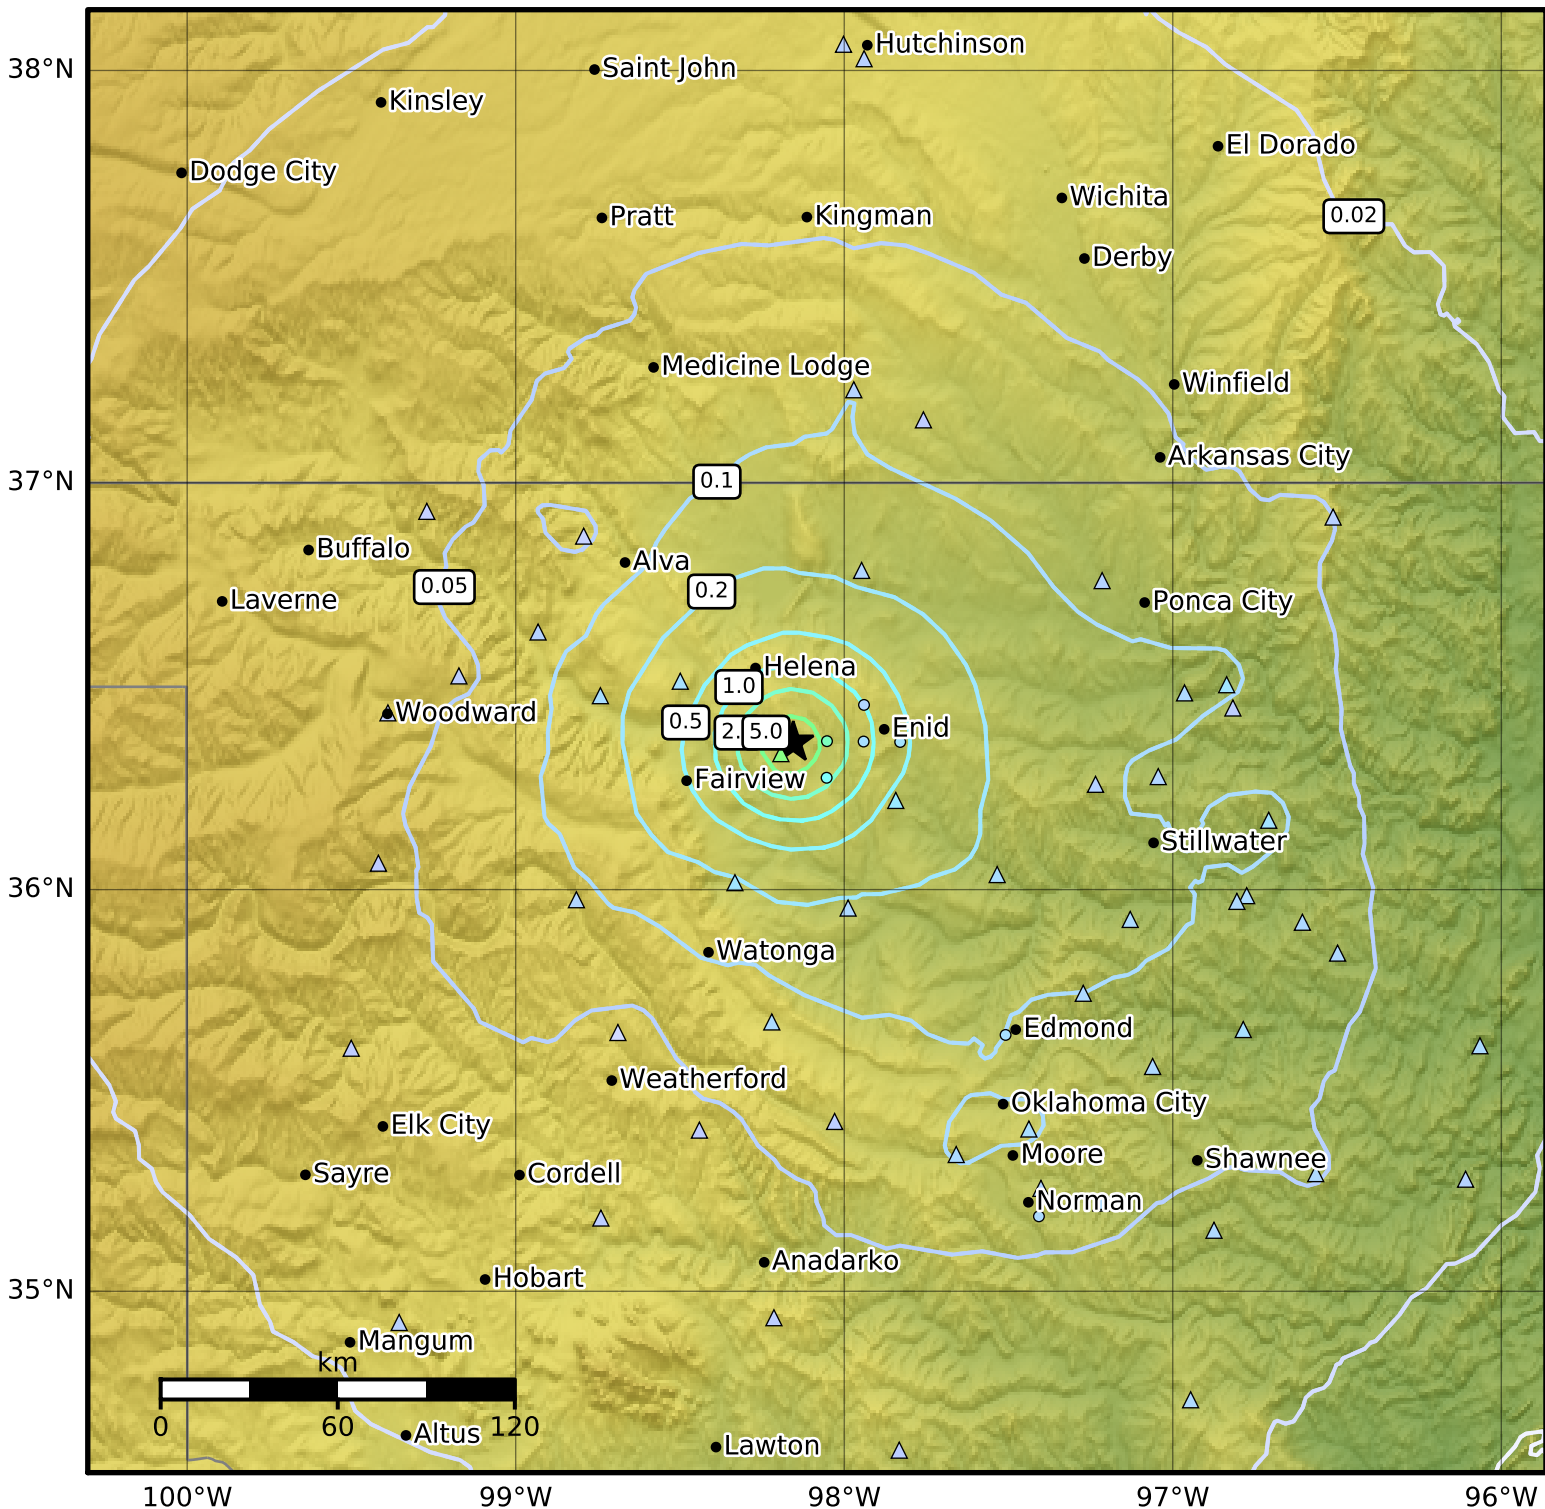 Hutchinson
38°N
Saint John
Kinsley
El Dorado
Dodge City
Wichita
Pratt
Kingman
0.02
Derby
Medicine Lodge
Winfield
Arkansas City
37°N
0.1
Buffalo
Alva
0.05
0.2
Laverne
Ponca City
Helena
1.0
Woodward
0.5
2.
5.0
Enid
Fairview
Stillwater
36°N
Watonga
Edmond
Weatherford
Oklahoma City
Elk City
Moore
Shawnee
Sayre
Cordell
Norman
Anadarko
Hobart
35°N
Mangum
km
0 60 120
Altus
Lawton
100°W 99°W 98°W 97°W 96°W